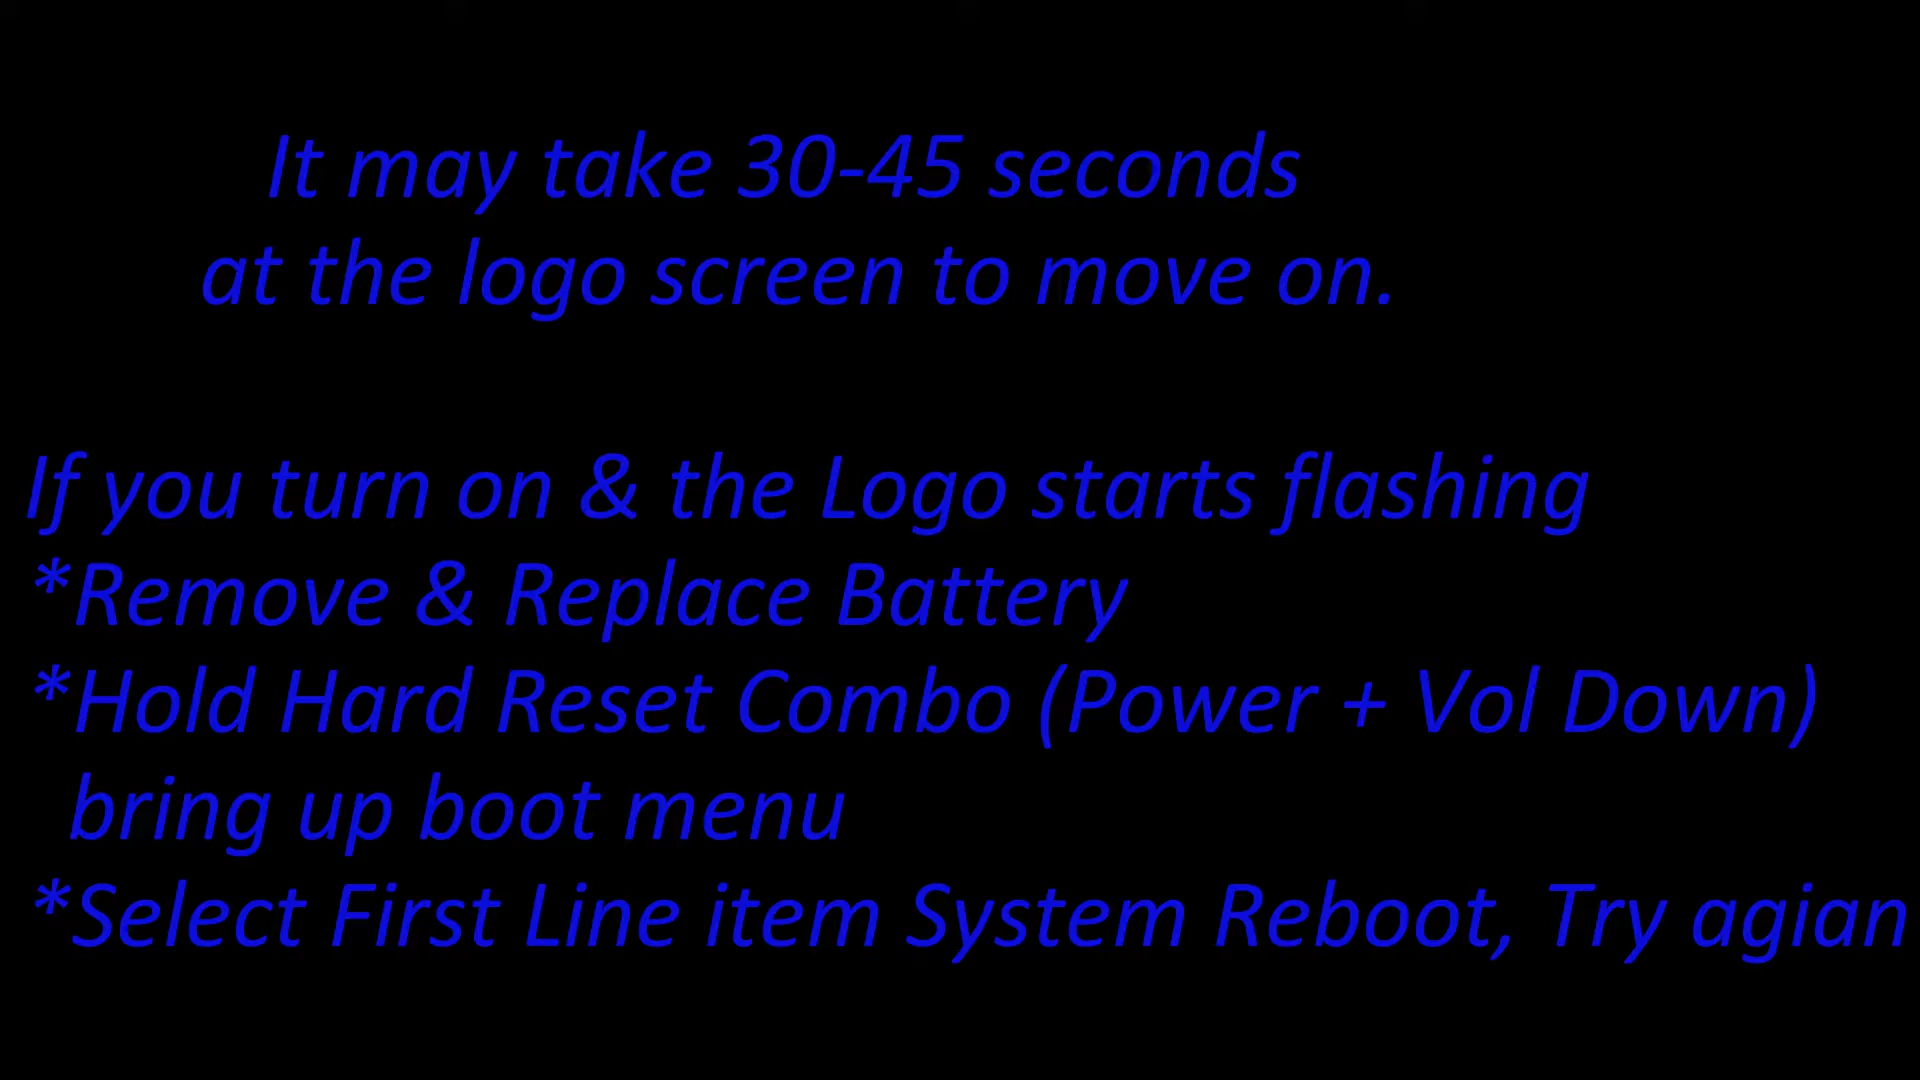 It may take 30-45 seconds
at the logo screen to move on.
If you turn on & the Logo starts flashing
*Remove & Replace Battery
*Hold Hard Reset Combo (Power + Vol Down)
bring up boot menu
*Select First Line item System Reboot, Try agian